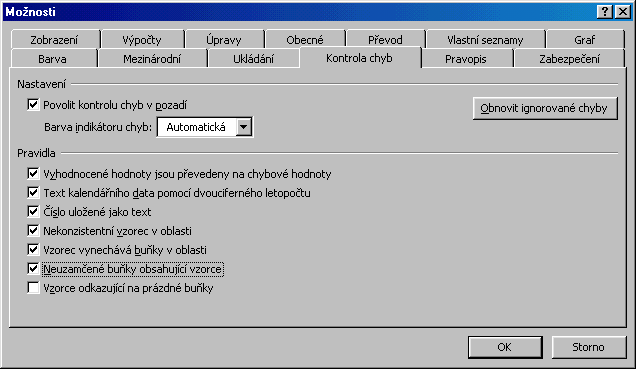 Možnosti
Zobrazení Výpočty Úpravy Obecné Převod Vlastní seznamy Graf
Barva Mezinárodní Ukládání Kontrola chyb Pravopis Zabezpečení
Nastavení
Povolit kontrolu chyb v pozadí
Obnovit ignorované chyby
Barva indikátoru chyb: Automatická
Pravidla
Vyhodnocené hodnoty jsou převedeny na chybové hodnoty
Text kalendářního data pomocí dvouciferného letopočtu
Číslo uložené jako text
Nekonzistentní vzorec v oblasti
Vzorec vynechává buňky v oblasti
Neuzamčené buňky obsahující vzorce
Vzorce odkazující na prázdné buňky
OK Storno